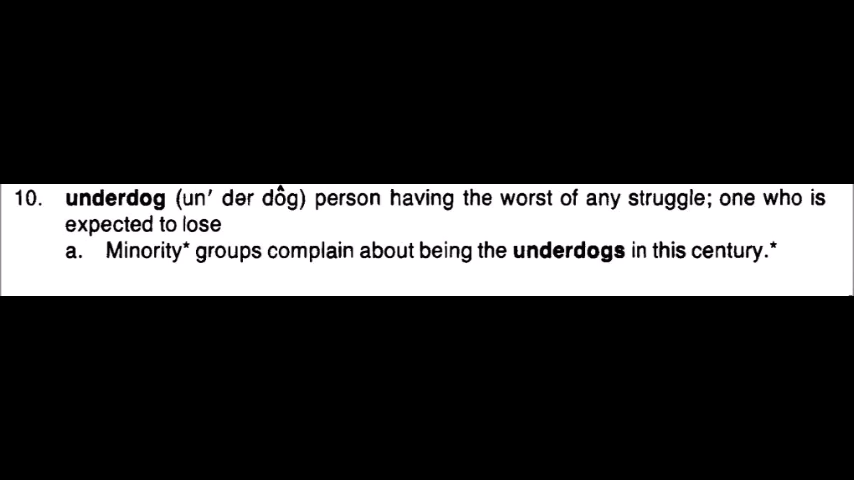 10. underdog (un′ dər dôg) person having the worst of any struggle; one who is
expected to lose
a. Minority* groups complain about being the underdogs in this century.*